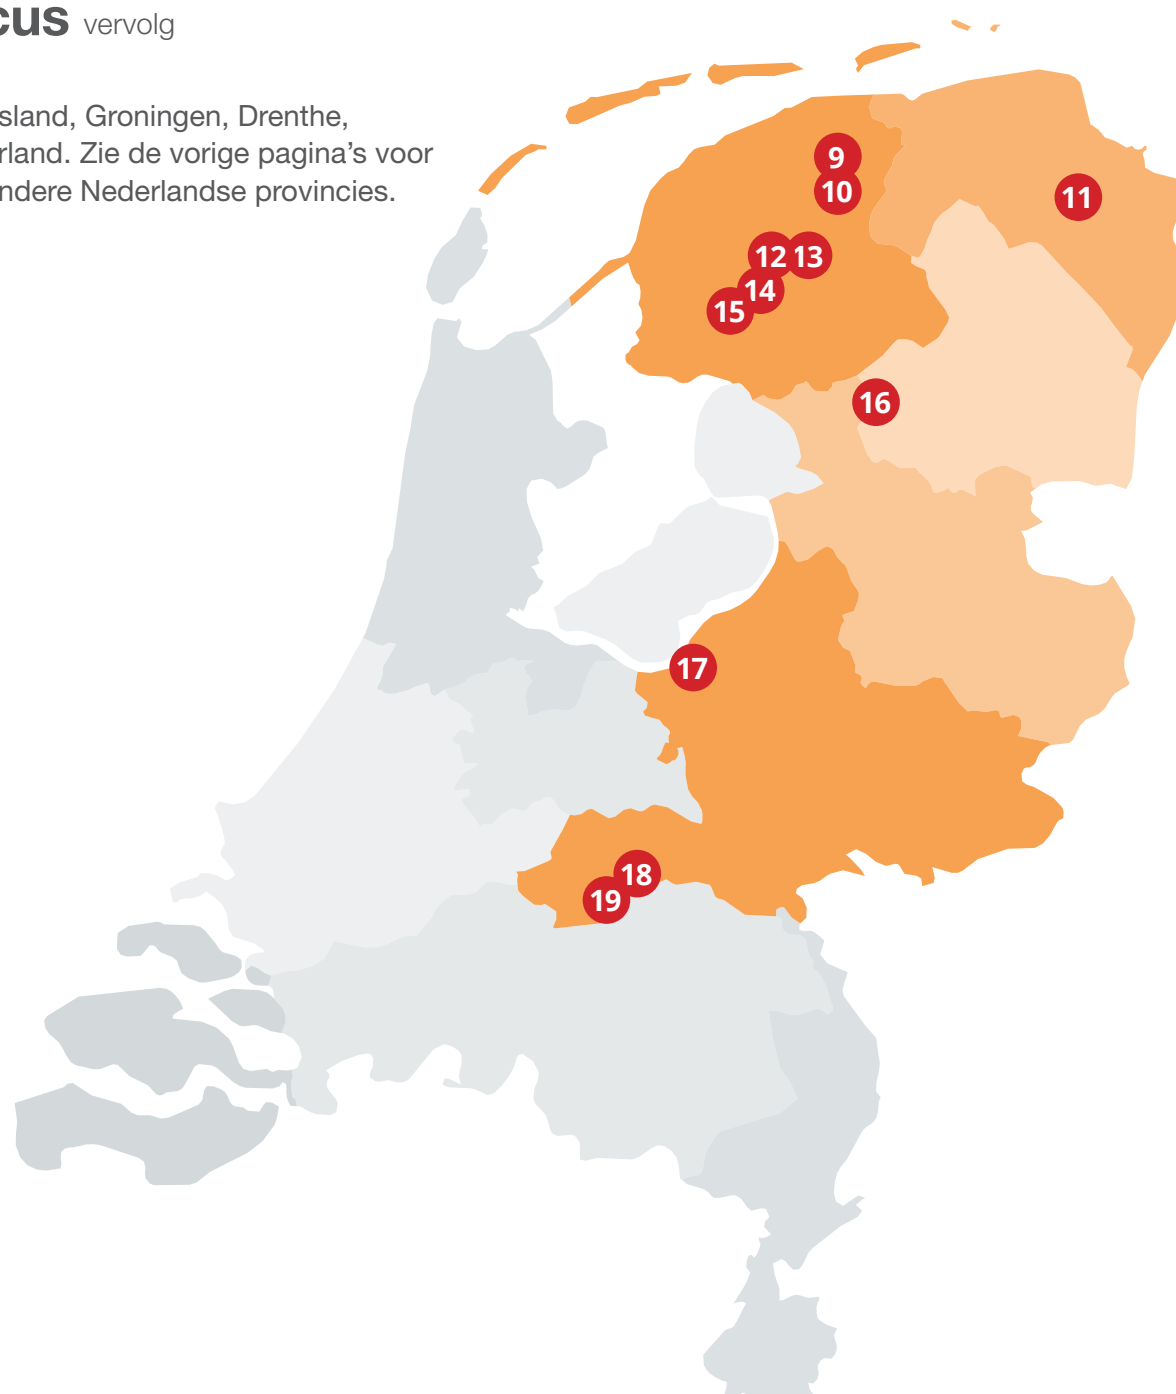 cus vervolg
sland, Groningen, Drenthe,
rland. Zie de vorige pagina’s voor
ndere Nederlandse provincies.
9
10
11
12 13
14
15
16
17
18
19